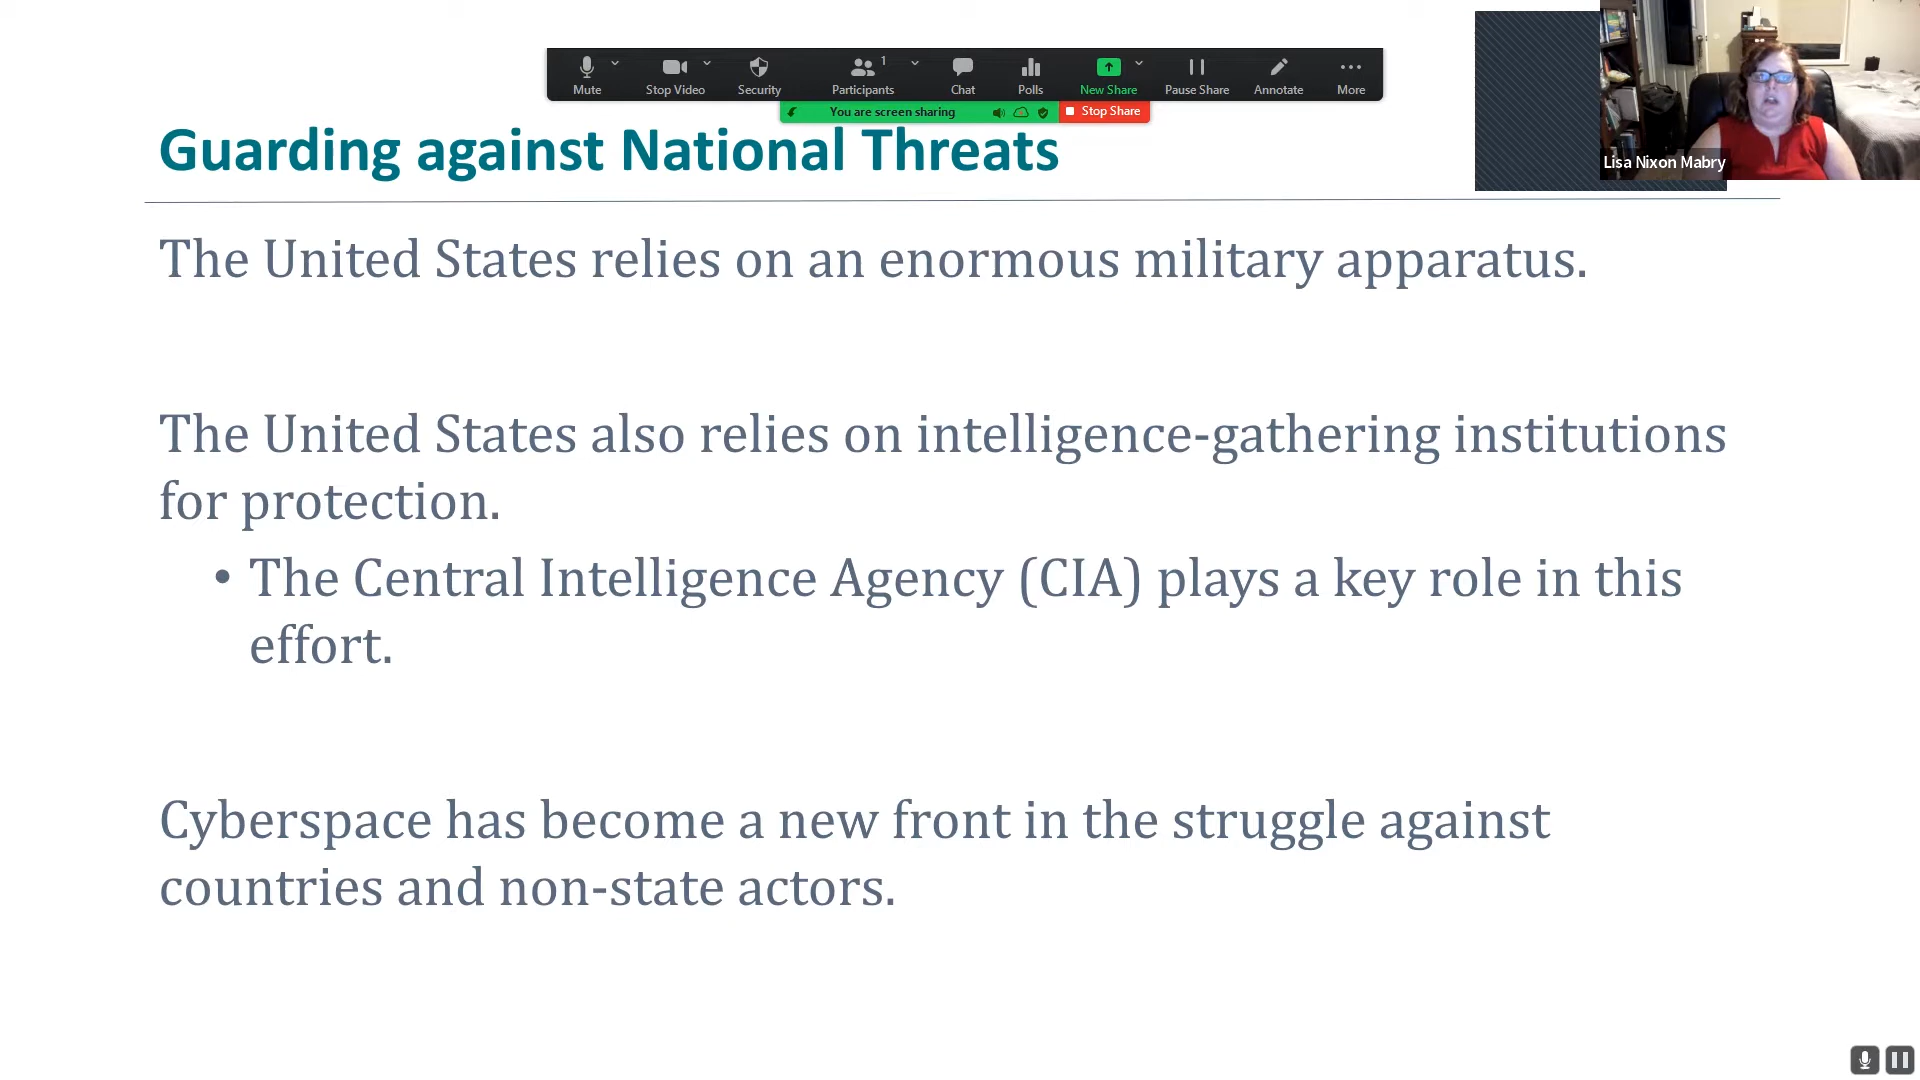 1
Mute
Stop Video
Security
Participants
Chat
Polls
New Share
Pause Share
Annotate
More
You are screen sharing
Stop Share
Lisa Nixon Mabry
Guarding against National Threats
The United States relies on an enormous military apparatus.
The United States also relies on intelligence-gathering institutions
for protection.
• The Central Intelligence Agency (CIA) plays a key role in this
effort.
Cyberspace has become a new front in the struggle against
countries and non-state actors.